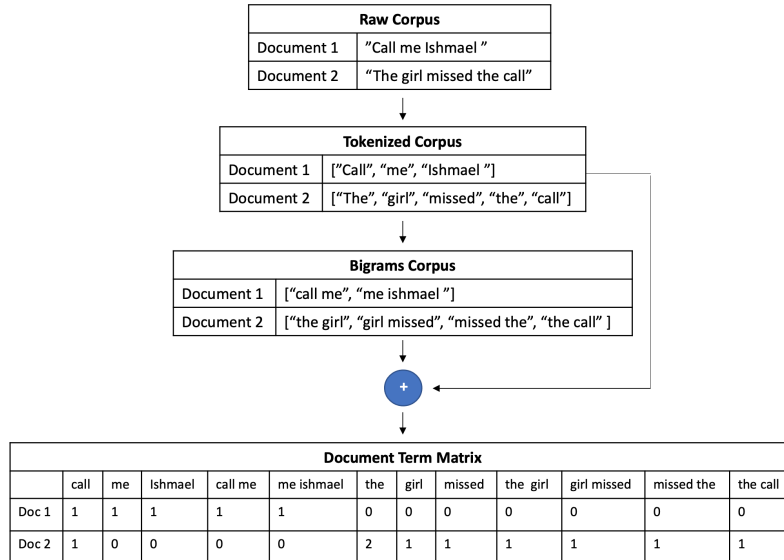 Raw Corpus
Document 1 ”Call me Ishmael ”
Document 2 “The girl missed the call”
Tokenized Corpus
Document 1 [”Call”, “me”, “Ishmael ”]
Document 2 [“The”, “girl”, “missed”, “the”, “call”]
Bigrams Corpus
Document 1 [“call me”, “me ishmael ”]
Document 2 [“the girl”, “girl missed”, “missed the”, “the call” ]
+
Document Term Matrix
call me Ishmael call me me ishmael the girl missed the girl girl missed missed the the call
Doc 1 1 1 1 1 1 0 0 0 0 0 0 0
Doc 2 1 0 0 0 0 2 1 1 1 1 1 1